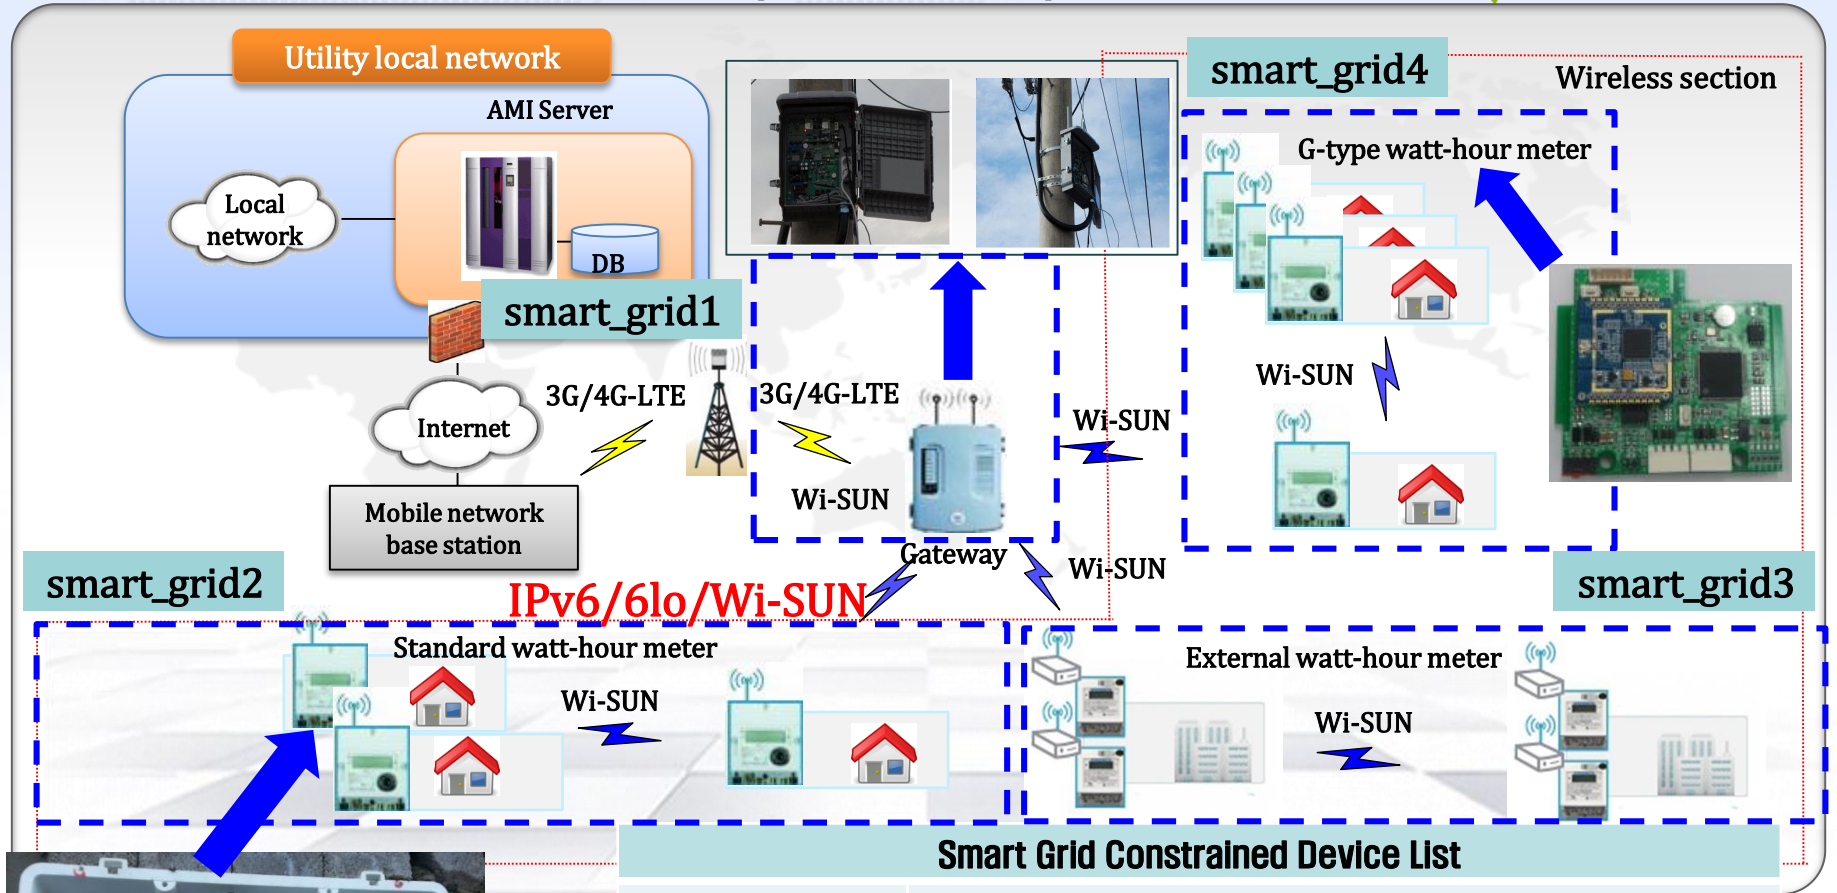 Utility local network
AMI Server
Local
network
DB
smart_grid1
smart_grid4
Wireless section
G-type watt-hour meter
Wi-SUN
3G/4G-LTE
3G/4G-LTE
Internet
Wi-SUN
Wi-SUN
Mobile network
base station
Gateway
Wi-SUN
smart_grid2
IPv6/6lo/Wi-SUN
smart_grid3
Standard watt-hour meter
Wi-SUN
External watt-hour meter
Wi-SUN
Smart Grid Constrained Device List